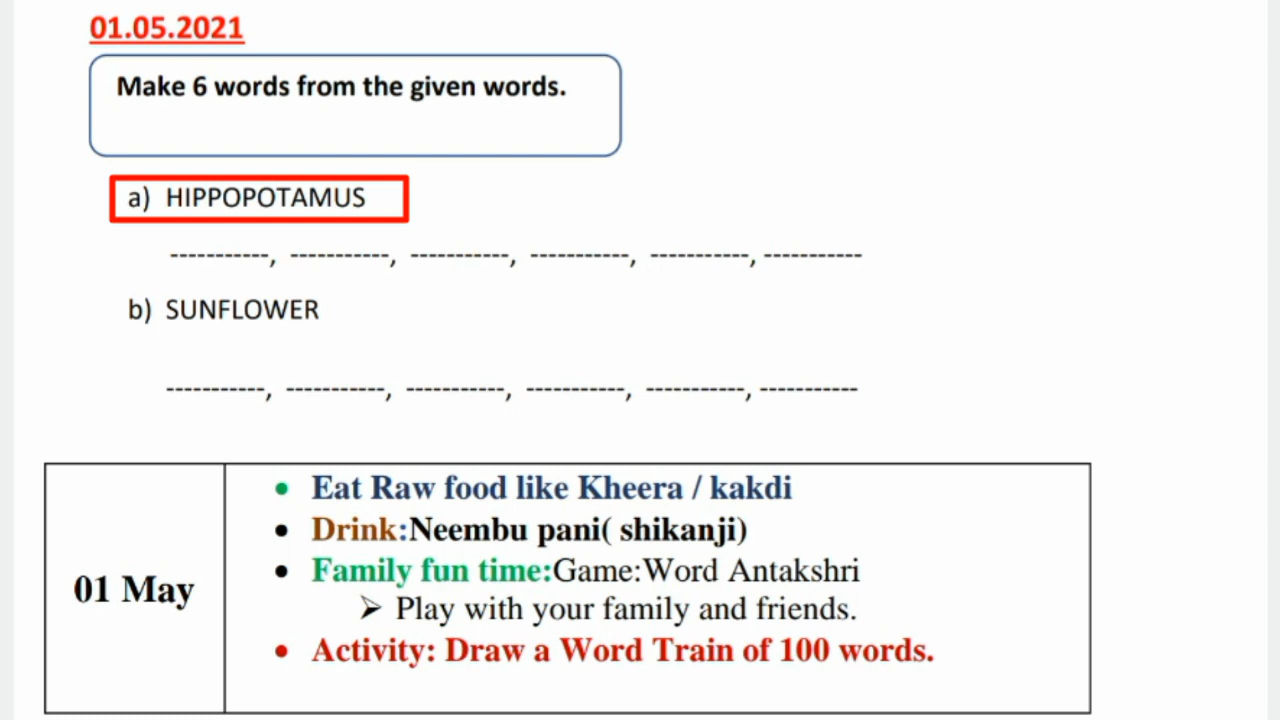 01.05.2021
Make 6 words from the given words.
a) HIPPOPOTAMUS
-----------, -----------, -----------, -----------, -----------, -----------
b) SUNFLOWER
-----------, -----------, -----------, -----------, -----------, -----------
01 May
• Eat Raw food like Kheera / kakdi
• Drink:Neembu pani( shikanji)
• Family fun time:Game:Word Antakshri
➢ Play with your family and friends.
• Activity: Draw a Word Train of 100 words.